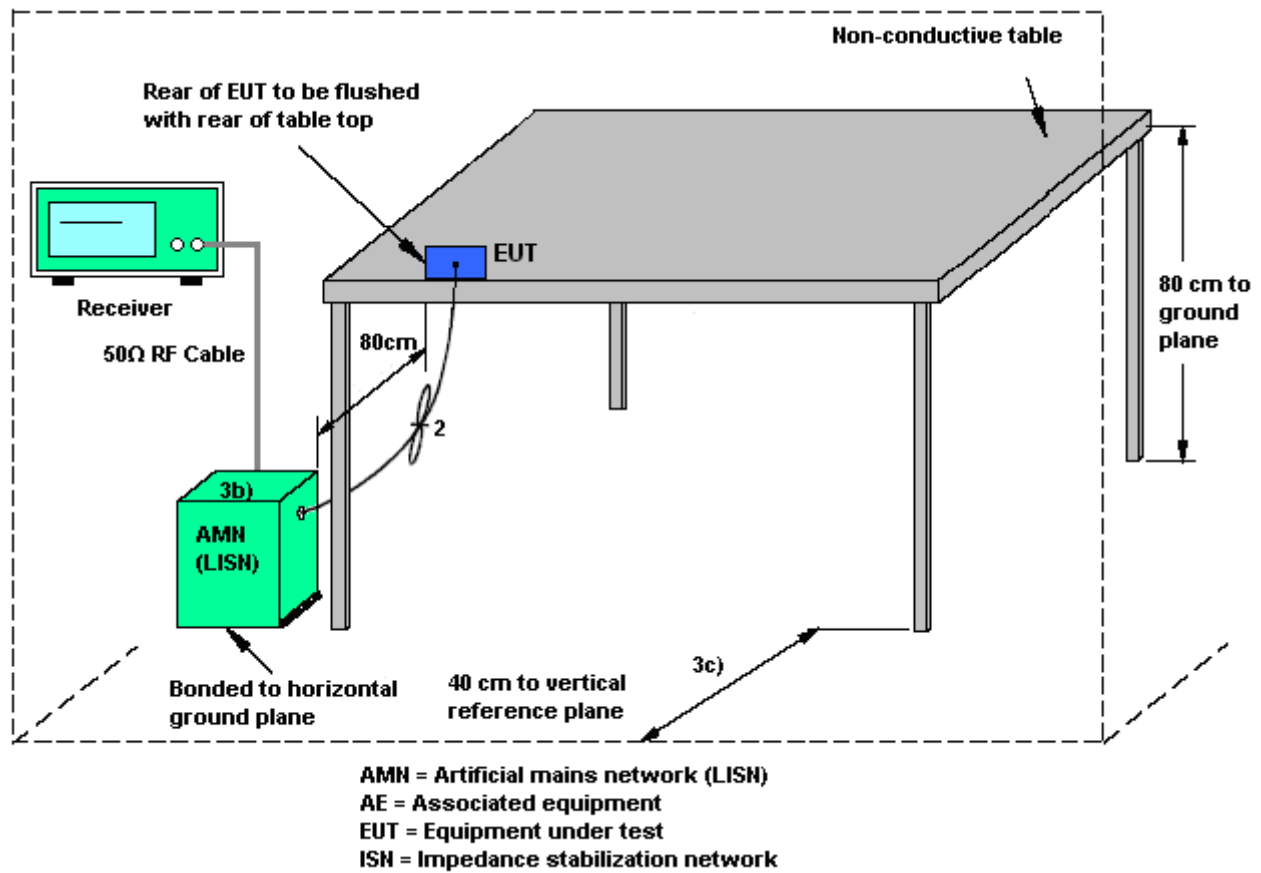 Non-conductive table
Rear of EUT to be flushed
with rear of table top
EUT
Receiver
80 cm to
ground
plane
50Ω RF Cable
80cm
2
3b)
AMN
(LISN)
3c)
Bonded to horizontal
ground plane
40 cm to vertical
reference plane
AMN = Artificial mains network (LISN)
AE = Associated equipment
EUT = Equipment under test
ISN = Impedance stabilization network